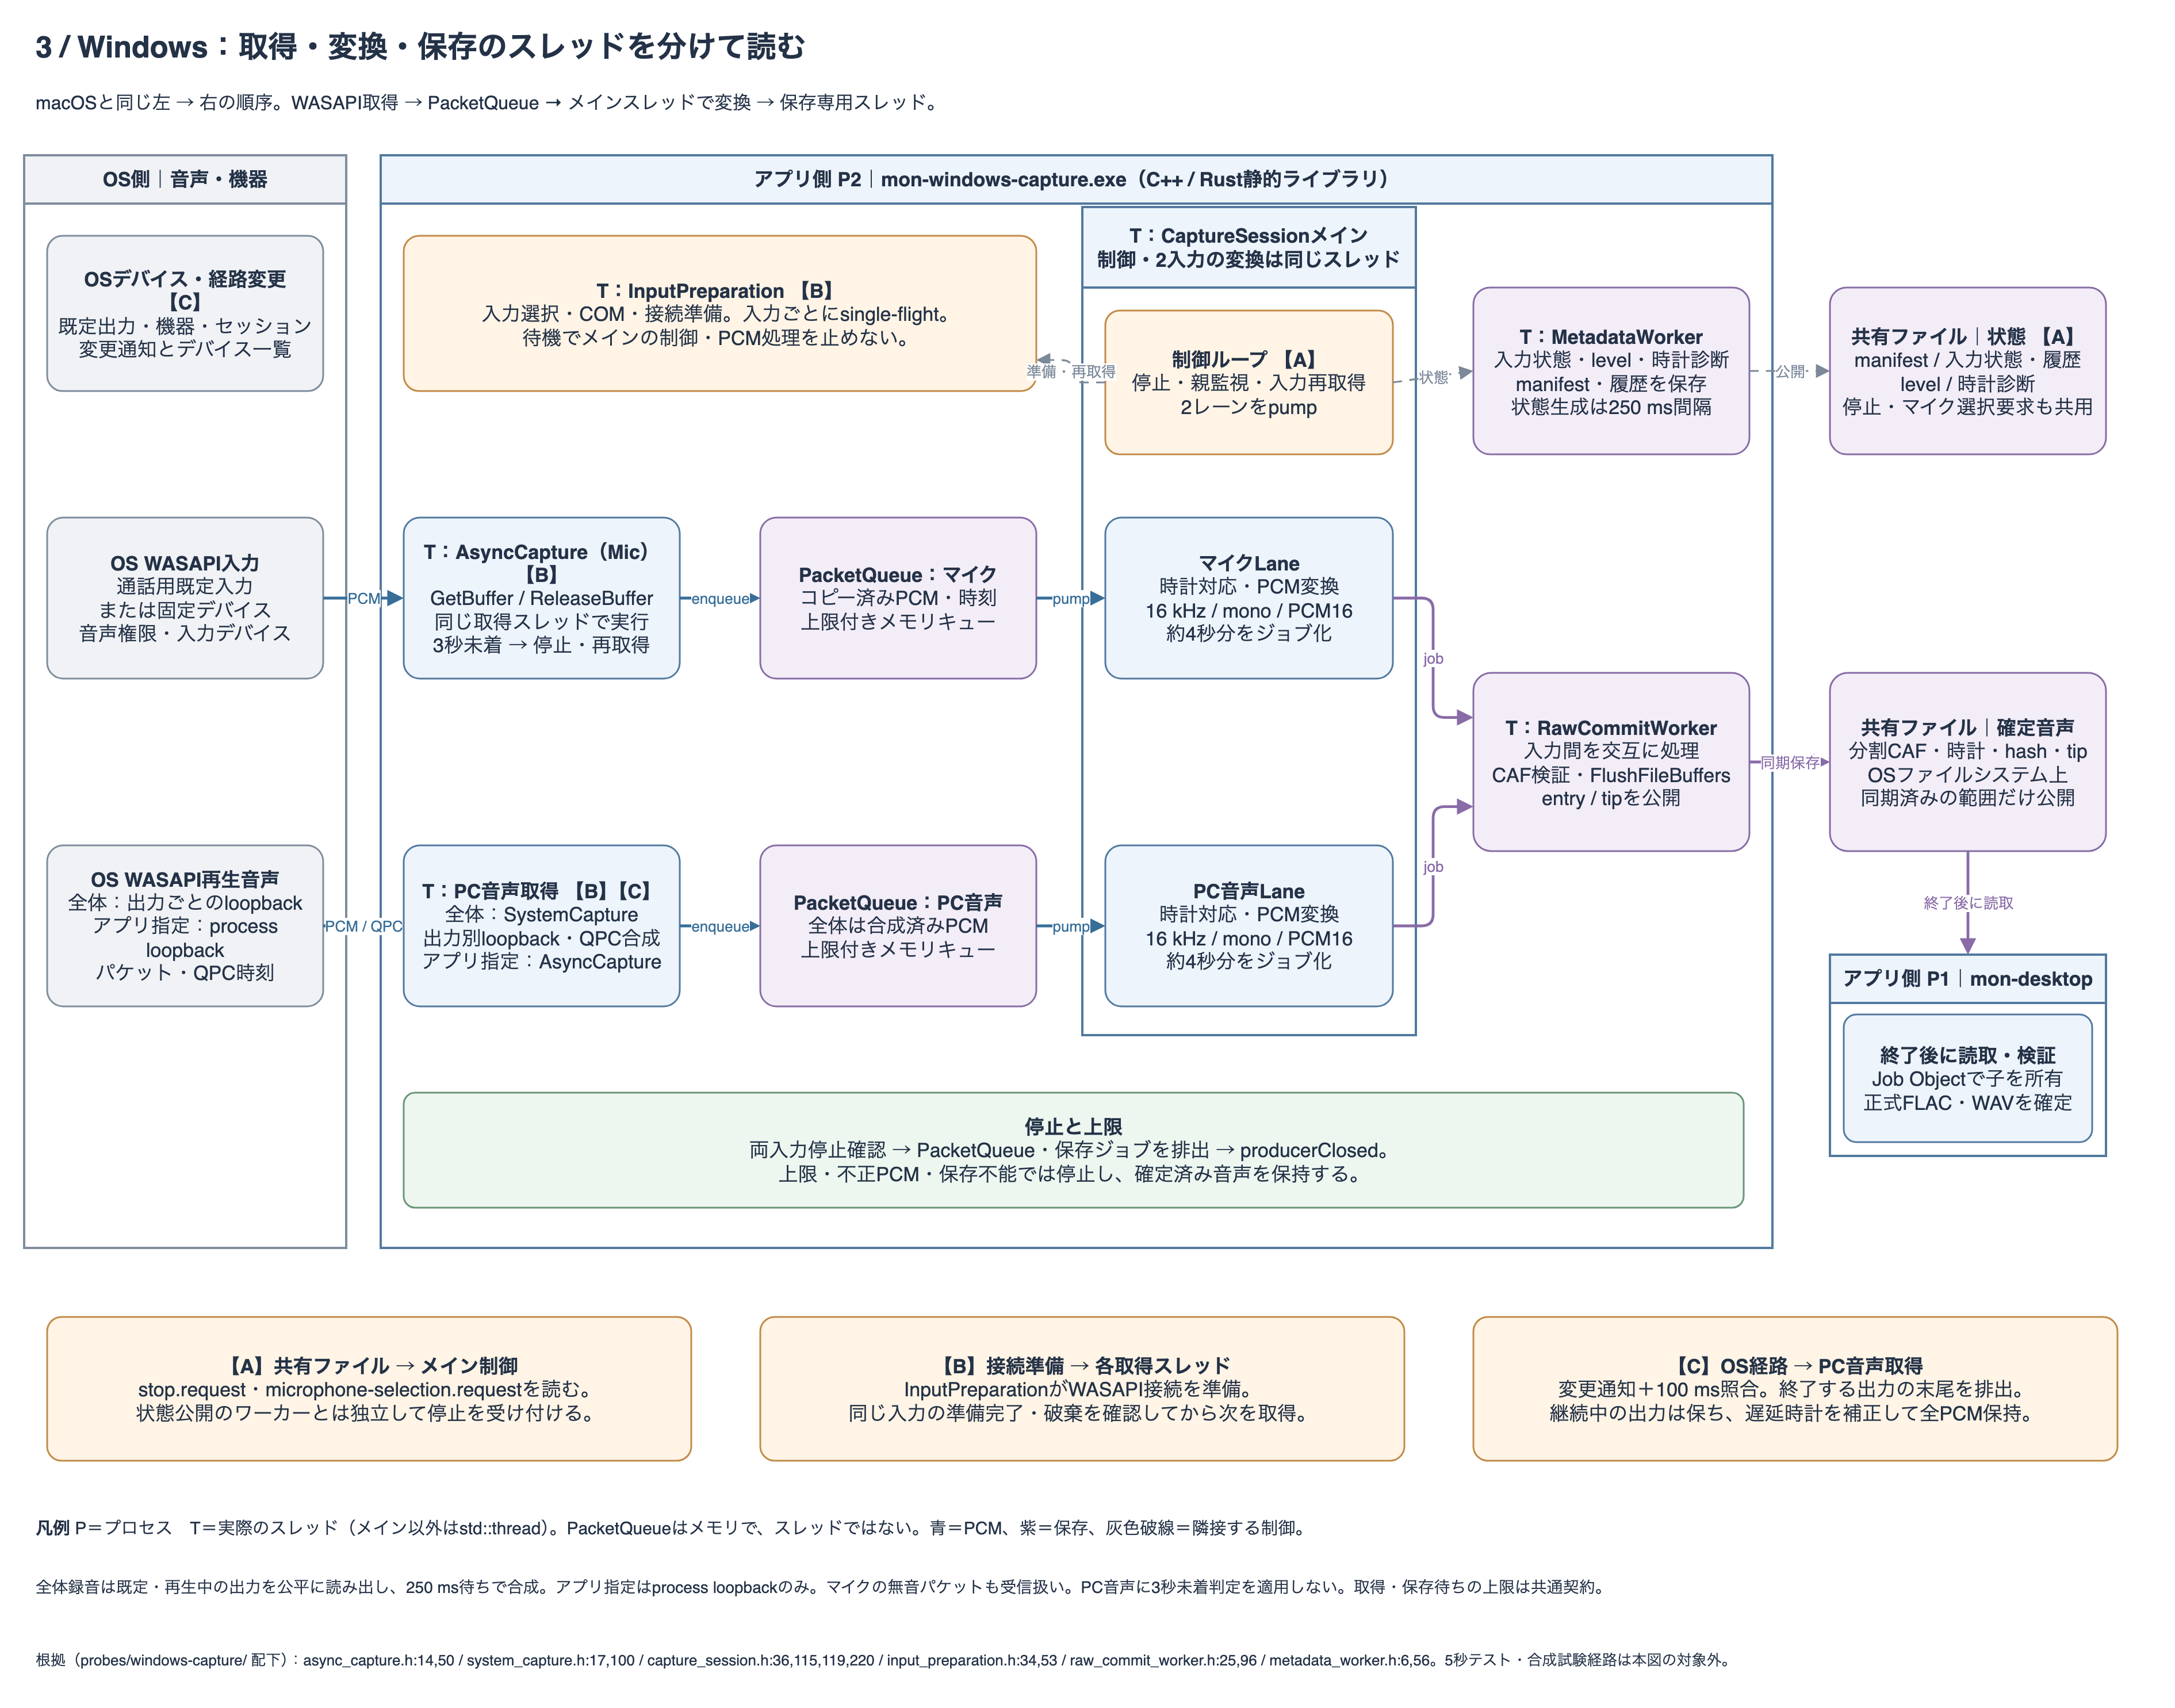 3 / Windows：取得・変換・保存のスレッドを分けて読む
macOSと同じ左 → 右の順序。WASAPI取得 → PacketQueue → メインスレッドで変換 → 保存専用スレッド。
OS側｜音声・機器
アプリ側 P2｜mon-windows-capture.exe（C++ / Rust静的ライブラリ）
OSデバイス・経路変更
【C】
既定出力・機器・セッション
変更通知とデバイス一覧
T：InputPreparation 【B】
入力選択・COM・接続準備。入力ごとにsingle-flight。
待機でメインの制御・PCM処理を止めない。
準備・再取得
T：CaptureSessionメイン
制御・2入力の変換は同じスレッド
制御ループ 【A】
停止・親監視・入力再取得
2レーンをpump
状態
T：MetadataWorker
入力状態・level・時計診断
manifest・履歴を保存
状態生成は250 ms間隔
公開
共有ファイル｜状態 【A】
manifest / 入力状態・履歴
level / 時計診断
停止・マイク選択要求も共用
OS WASAPI入力
通話用既定入力
または固定デバイス
音声権限・入力デバイス
PCM
T：AsyncCapture（Mic）
【B】
GetBuffer / ReleaseBuffer
同じ取得スレッドで実行
3秒未着 → 停止・再取得
enqueue
PacketQueue：マイク
コピー済みPCM・時刻
上限付きメモリキュー
pump
マイクLane
時計対応・PCM変換
16 kHz / mono / PCM16
約4秒分をジョブ化
job
T：RawCommitWorker
入力間を交互に処理
CAF検証・FlushFileBuffers
entry / tipを公開
同期保存
共有ファイル｜確定音声
分割CAF・時計・hash・tip
OSファイルシステム上
同期済みの範囲だけ公開
OS WASAPI再生音声
全体：出力ごとのloopback
アプリ指定：process
loopback
パケット・QPC時刻
PCM / QPC
T：PC音声取得 【B】【C】
全体：SystemCapture
出力別loopback・QPC合成
アプリ指定：AsyncCapture
enqueue
PacketQueue：PC音声
全体は合成済みPCM
上限付きメモリキュー
pump
PC音声Lane
時計対応・PCM変換
16 kHz / mono / PCM16
約4秒分をジョブ化
job
終了後に読取
アプリ側 P1｜mon-desktop
終了後に読取・検証
Job Objectで子を所有
正式FLAC・WAVを確定
停止と上限
両入力停止確認 → PacketQueue・保存ジョブを排出 → producerClosed。
上限・不正PCM・保存不能では停止し、確定済み音声を保持する。
【A】共有ファイル → メイン制御
stop.request・microphone-selection.requestを読む。
状態公開のワーカーとは独立して停止を受け付ける。
【B】接続準備 → 各取得スレッド
InputPreparationがWASAPI接続を準備。
同じ入力の準備完了・破棄を確認してから次を取得。
【C】OS経路 → PC音声取得
変更通知＋100 ms照合。終了する出力の末尾を排出。
継続中の出力は保ち、遅延時計を補正して全PCM保持。
凡例 P＝プロセス　T＝実際のスレッド（メイン以外はstd::thread）。PacketQueueはメモリで、スレッドではない。青＝PCM、紫＝保存、灰色破線＝隣接する制御。
全体録音は既定・再生中の出力を公平に読み出し、250 ms待ちで合成。アプリ指定はprocess loopbackのみ。マイクの無音パケットも受信扱い。PC音声に3秒未着判定を適用しない。取得・保存待ちの上限は共通契約。
根拠（probes/windows-capture/ 配下）：async_capture.h:14,50 / system_capture.h:17,100 / capture_session.h:36,115,119,220 / input_preparation.h:34,53 / raw_commit_worker.h:25,96 / metadata_worker.h:6,56。5秒テスト・合成試験経路は本図の対象外。